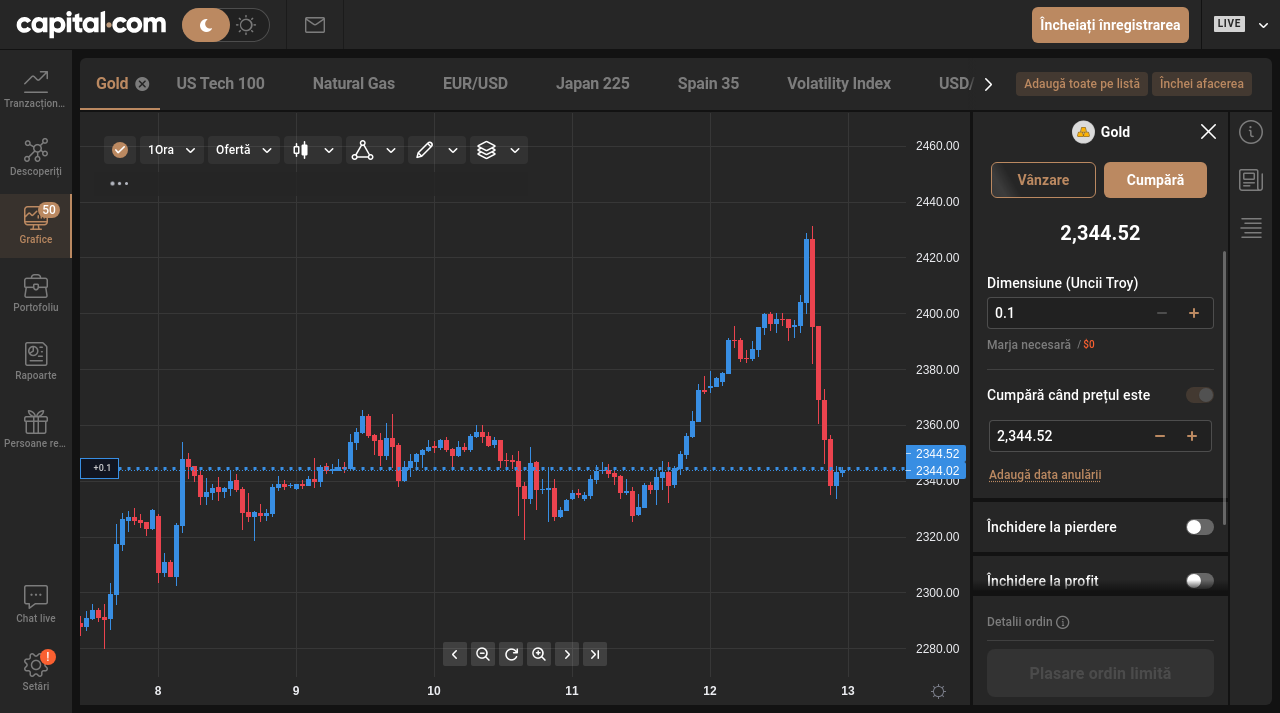 capital.com
Încheiați înregistrarea
LIVE
Gold
US Tech 100
Natural Gas
EUR/USD
Japan 225
Spain 35
Volatility Index
USD/
Adaugă toate pe listă
Închei afacerea
Tranzacțion...
Descoperiți
50
Grafice
Portofoliu
Rapoarte
Persoane re...
Chat live
!
Setări
1Ora
Ofertă
2460.00
2440.00
2420.00
2400.00
2380.00
2360.00
2344.52
2344.02
2340.00
2320.00
2300.00
2280.00
+0.1
8
9
10
11
12
13
Gold
Vânzare
Cumpără
2,344.52
Dimensiune (Uncii Troy)
0.1
Marja necesară / $0
Cumpără când prețul este
2,344.52
Adaugă data anulării
Închidere la pierdere
Închidere la profit
Detalii ordin
Plasare ordin limită